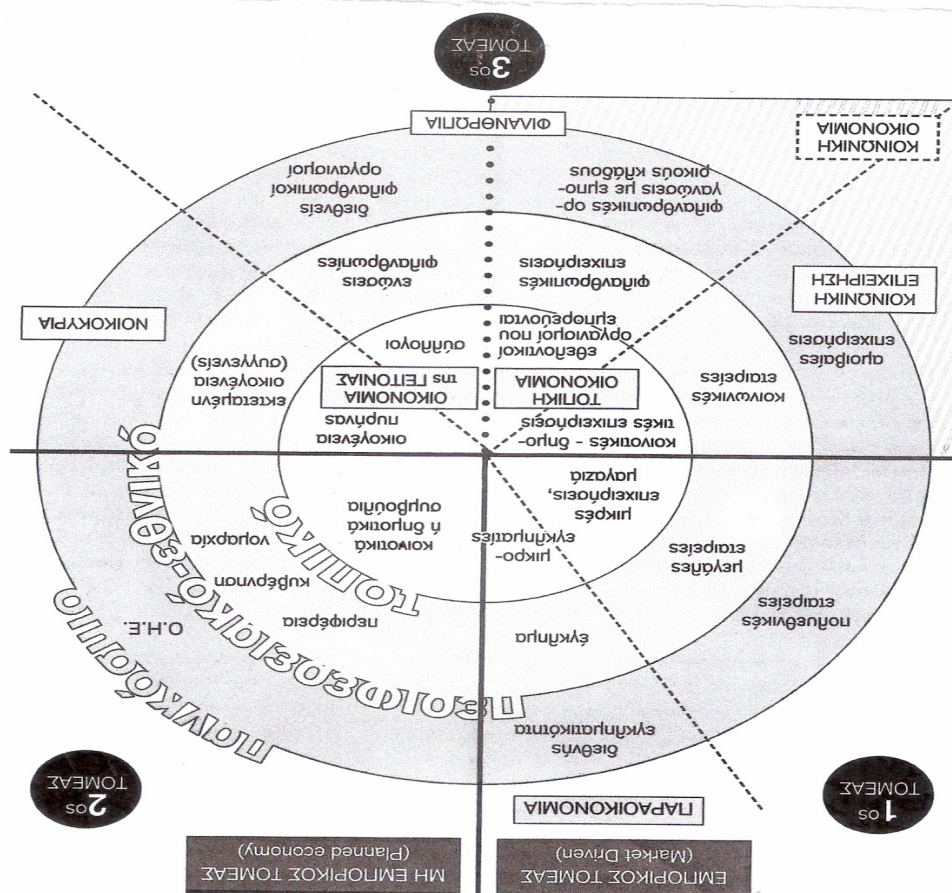 ΕΜΠΟΡΙΚΟΣ ΤΟΜΕΑΣ
(Market Driven)
ΜΗ ΕΜΠΟΡΙΚΟΣ ΤΟΜΕΑΣ
(Planned economy)
1ος
ΤΟΜΕΑΣ
ΠΑΡΑΟΙΚΟΝΟΜΙΑ
2ος
ΤΟΜΕΑΣ
διεθνής
εγκληματικότητα
παγκόσμιο
περιφερειακό-εθνικό
τοπικό
Ο.Η.Ε.
έγκλημα
περιφέρεια
κυβέρνηση
νομαρχία
πολυεθνικές
εταιρείες
μεγάλες
εταιρείες
μικρο-
εγκληματίες
μικρές
επιχειρήσεις,
μαγαζιά
κοινοτικά
ή δημοτικά
συμβούλια
κοινοτικές - δημο-
τικές επιχειρήσεις
οικογένεια
πυρήνας
ΤΟΠΙΚΗ
ΟΙΚΟΝΟΜΙΑ
ΟΙΚΟΝΟΜΙΑ
της ΓΕΙΤΟΝΙΑΣ
αμοιβαίες
επιχειρήσεις
κοινωνικές
εταιρείες
εκτεταμένη
οικογένεια
(συγγενείς)
εθελοντικοί
οργανισμοί που
εμπορεύονται
σύλλογοι
ΚΟΙΝΩΝΙΚΗ
ΕΠΙΧΕΙΡΗΣΗ
ΝΟΙΚΟΚΥΡΙΑ
φιλανθρωπικές
επιχειρήσεις
ενώσεις
φιλανθρωπίες
φιλανθρωπικές ορ-
γανώσεις με εμπο-
ρικούς κλάδους
διεθνείς
φιλανθρωπικοί
οργανισμοί
ΚΟΙΝΩΝΙΚΗ
ΟΙΚΟΝΟΜΙΑ
ΦΙΛΑΝΘΡΩΠΙΑ
3ος
ΤΟΜΕΑΣ